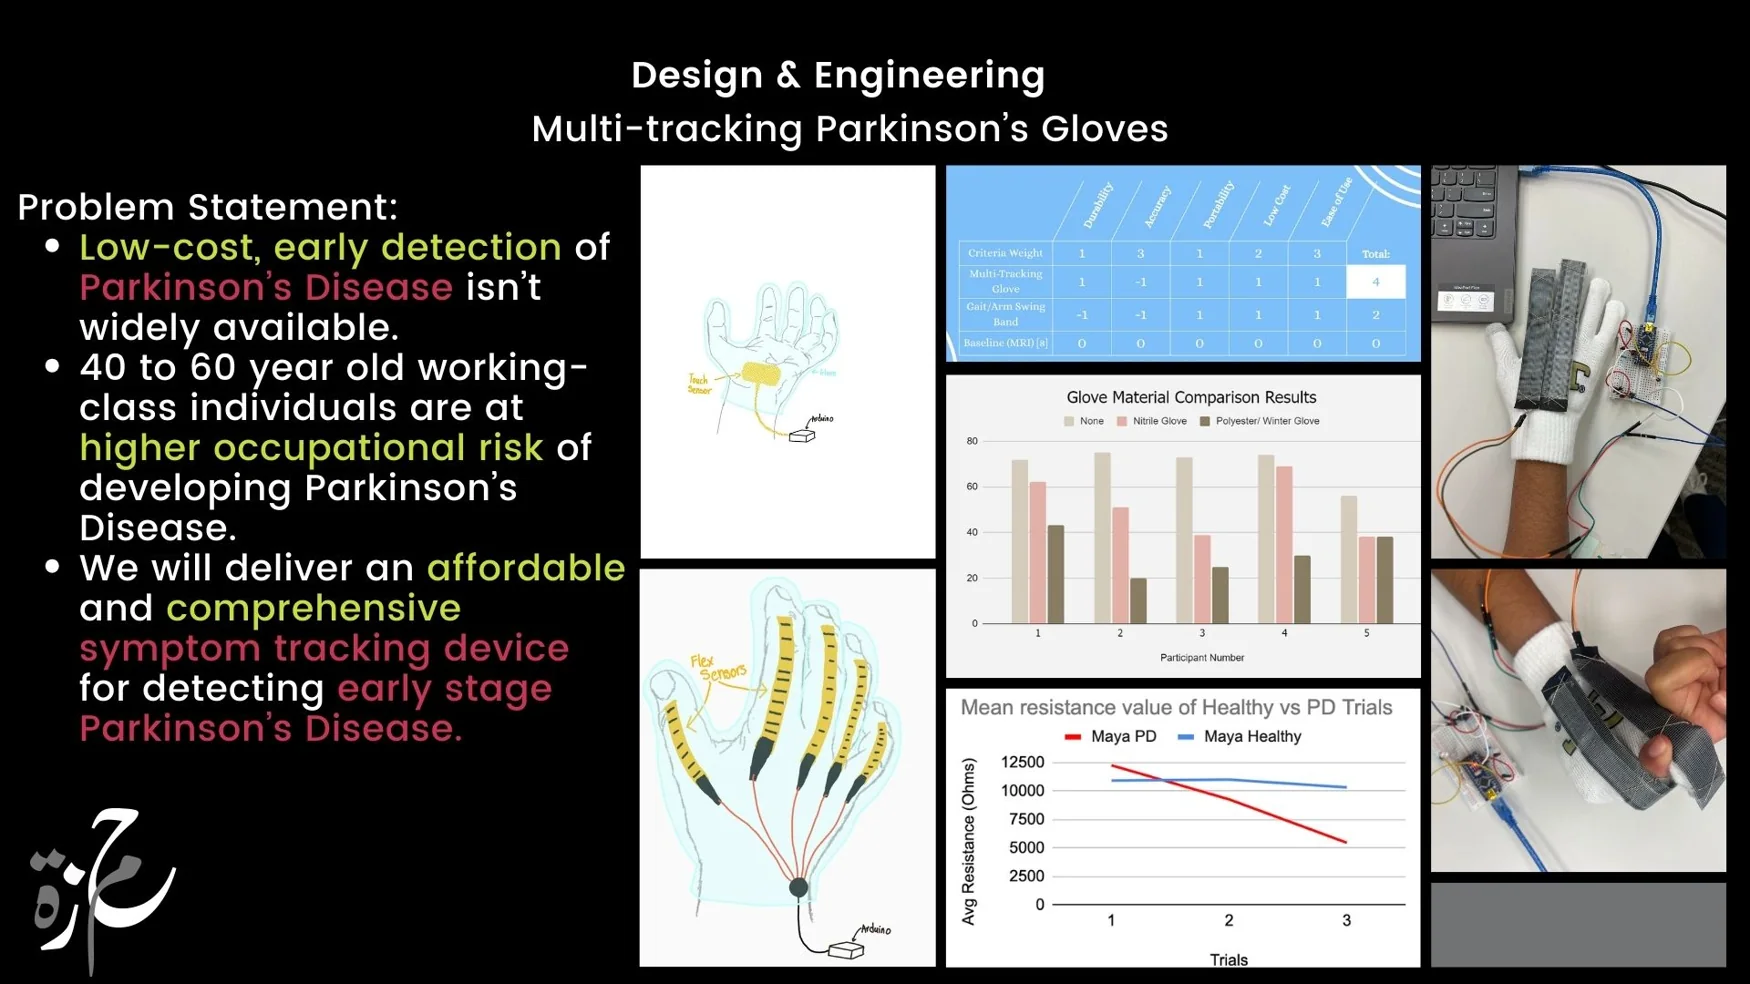 Design & Engineering
Multi-tracking Parkinson's Gloves
Problem Statement:
• Low-cost, early detection of
Parkinson's Disease isn't
widely available.
• 40 to 60 year old working-
class individuals are at
higher occupational risk of
developing Parkinson's
Disease.
• We will deliver an affordable
and comprehensive
symptom tracking device
for detecting early stage
Parkinson's Disease.
حمزة
Touch
Sensor
Arduino
Flex
Sensors
Arduino
Durability Accuracy Portability Low Cost Ease of Use
Criteria Weight 1 3 1 2 3 Total:
Multi-Tracking
Glove
1 -1 1 1 1 4
Gait/Arm Swing
Band
-1 -1 1 1 1 2
Baseline (MRI) [8] 0 0 0 0 0 0
Glove Material Comparison Results
None Nitrile Glove Polyester/ Winter Glove
80
60
40
20
0
1 2 3 4 5
Participant Number
Mean resistance value of Healthy vs PD Trials
Maya PD Maya Healthy
Avg Resistance (Ohms)
12500
10000
7500
5000
2500
0
1 2 3
Trials